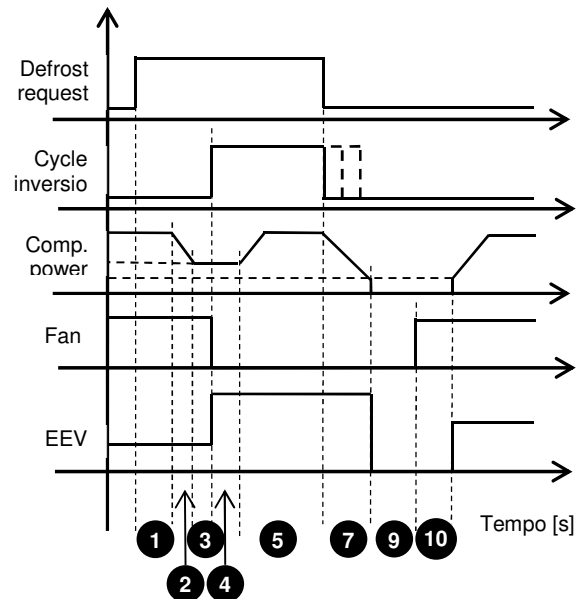 Defrost
request
Cycle
inversio
Comp.
power
Fan
EEV
Tempo [s]
1 3 5 7 9 10
2 4